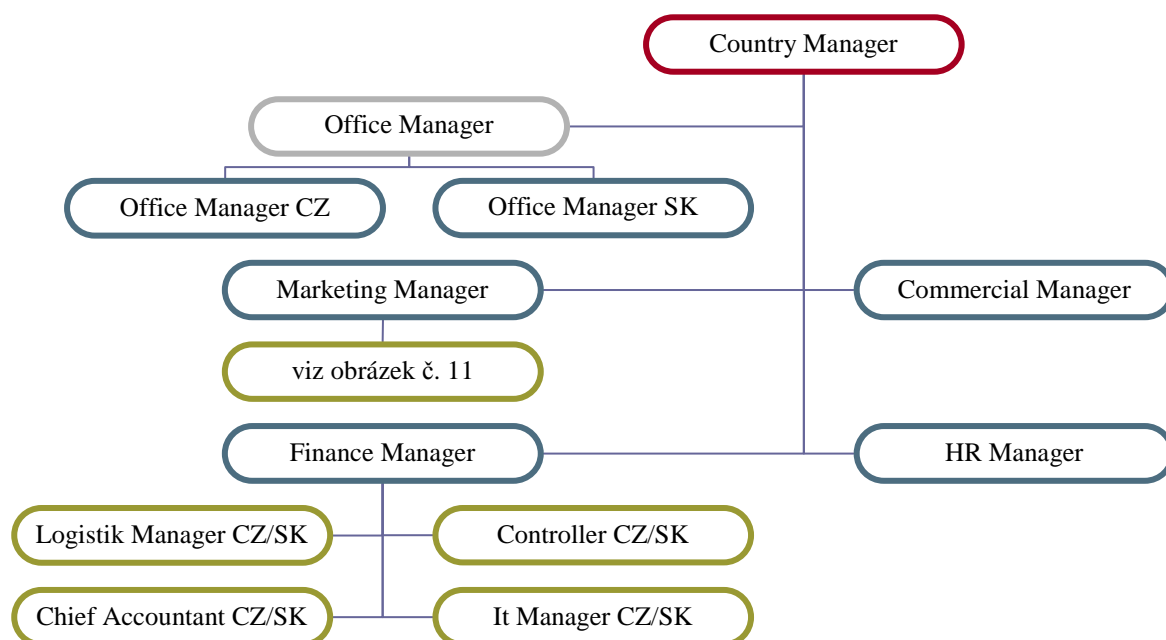 Country Manager
Office Manager
Office Manager CZ
Office Manager SK
Marketing Manager
Commercial Manager
viz obrázek č. 11
Finance Manager
HR Manager
Logistik Manager CZ/SK
Controller CZ/SK
Chief Accountant CZ/SK
It Manager CZ/SK